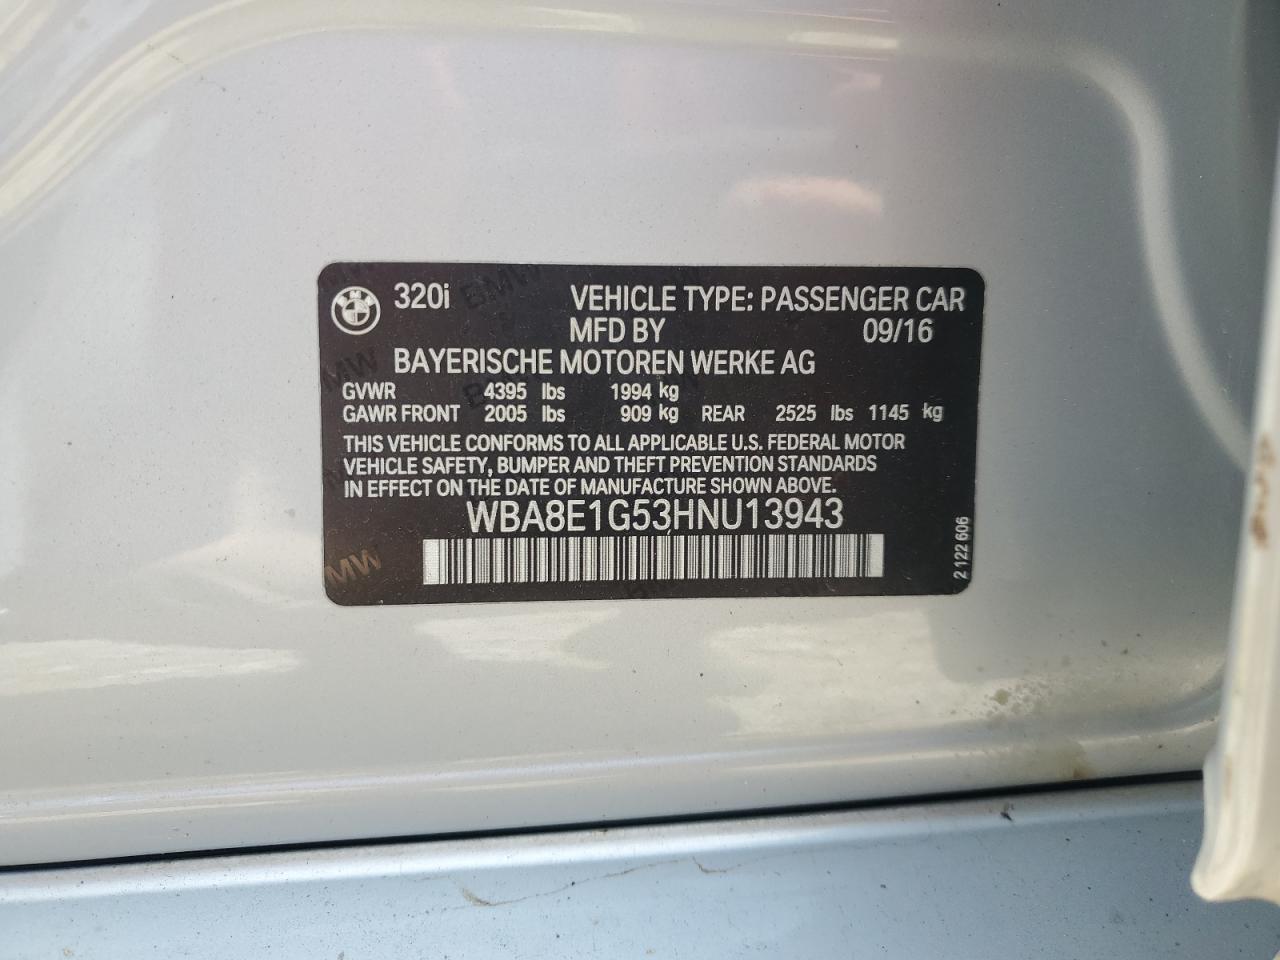 320i VEHICLE TYPE: PASSENGER CAR
MFD BY 09/16
BAYERISCHE MOTOREN WERKE AG
GVWR 4395 lbs 1994 kg
GAWR FRONT 2005 lbs 909 kg REAR 2525 lbs 1145 kg
THIS VEHICLE CONFORMS TO ALL APPLICABLE U.S. FEDERAL MOTOR
VEHICLE SAFETY, BUMPER AND THEFT PREVENTION STANDARDS
IN EFFECT ON THE DATE OF MANUFACTURE SHOWN ABOVE.
WBA8E1G53HNU13943
2 122 606
BMW